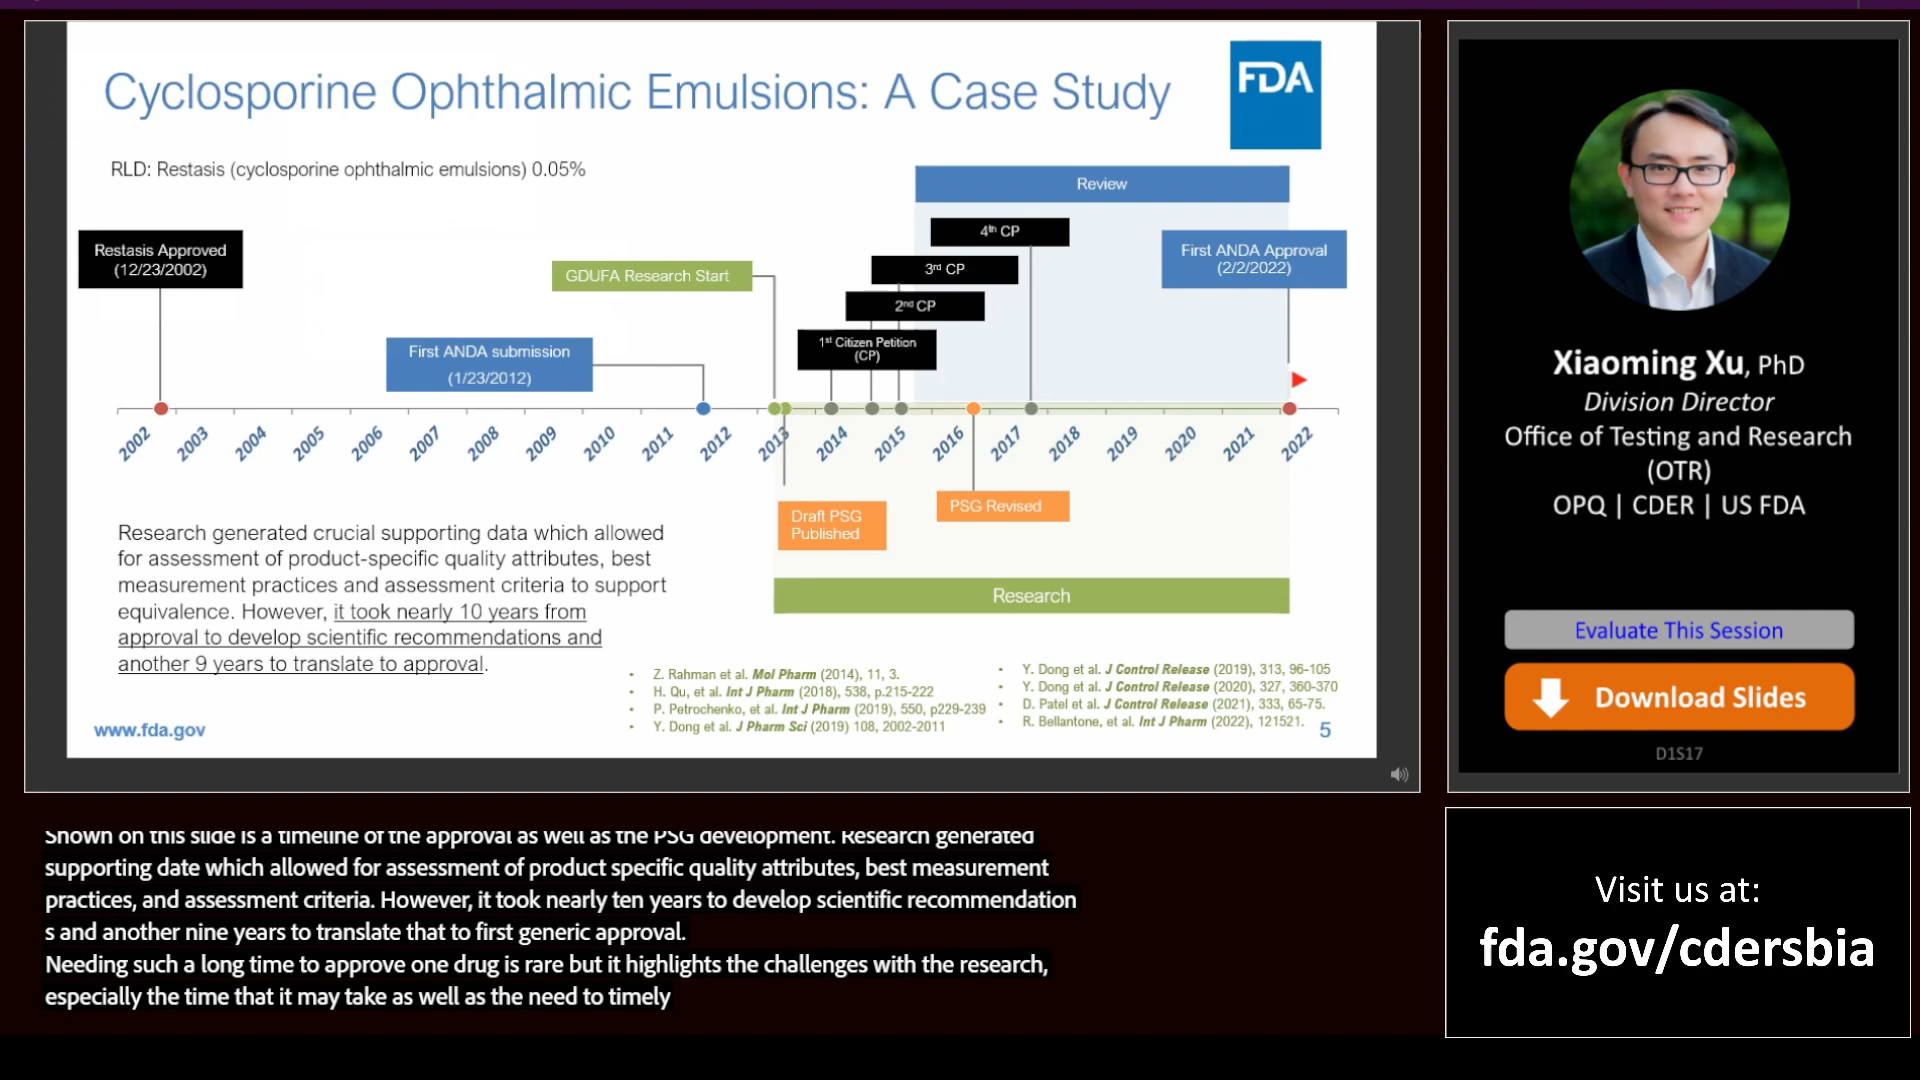 Cyclosporine Ophthalmic Emulsions: A Case Study
FDA
RLD: Restasis (cyclosporine ophthalmic emulsions) 0.05%
Review
4th CP
Restasis Approved
(12/23/2002)
First ANDA Approval
(2/2/2022)
3rd CP
GDUFA Research Start
2nd CP
1st Citizen Petition
(CP)
First ANDA submission
(1/23/2012)
2002 2003 2004 2005 2006 2007 2008 2009 2010 2011 2012 2013 2014 2015 2016 2017 2018 2019 2020 2021 2022
PSG Revised
Draft PSG
Published
Research
Research generated crucial supporting data which allowed
for assessment of product-specific quality attributes, best
measurement practices and assessment criteria to support
equivalence. However, it took nearly 10 years from
approval to develop scientific recommendations and
another 9 years to translate to approval.
• Z. Rahman et al. Mol Pharm (2014), 11, 3.
• H. Qu, et al. Int J Pharm (2018), 538, p.215-222
• P. Petrochenko, et al. Int J Pharm (2019), 550, p229-239
• Y. Dong et al. J Pharm Sci (2019) 108, 2002-2011
• Y. Dong et al. J Control Release (2019), 313, 96-105
• Y. Dong et al. J Control Release (2020), 327, 360-370
• D. Patel et al. J Control Release (2021), 333, 65-75.
• R. Bellantone, et al. Int J Pharm (2022), 121521.
www.fda.gov
5
Xiaoming Xu, PhD
Division Director
Office of Testing and Research
(OTR)
OPQ | CDER | US FDA
Evaluate This Session
Download Slides
D1S17
Shown on this slide is a timeline of the approval as well as the PSG development. Research generated
supporting date which allowed for assessment of product specific quality attributes, best measurement
practices, and assessment criteria. However, it took nearly ten years to develop scientific recommendation
s and another nine years to translate that to first generic approval.
Needing such a long time to approve one drug is rare but it highlights the challenges with the research,
especially the time that it may take as well as the need to timely
Visit us at:
fda.gov/cdersbia